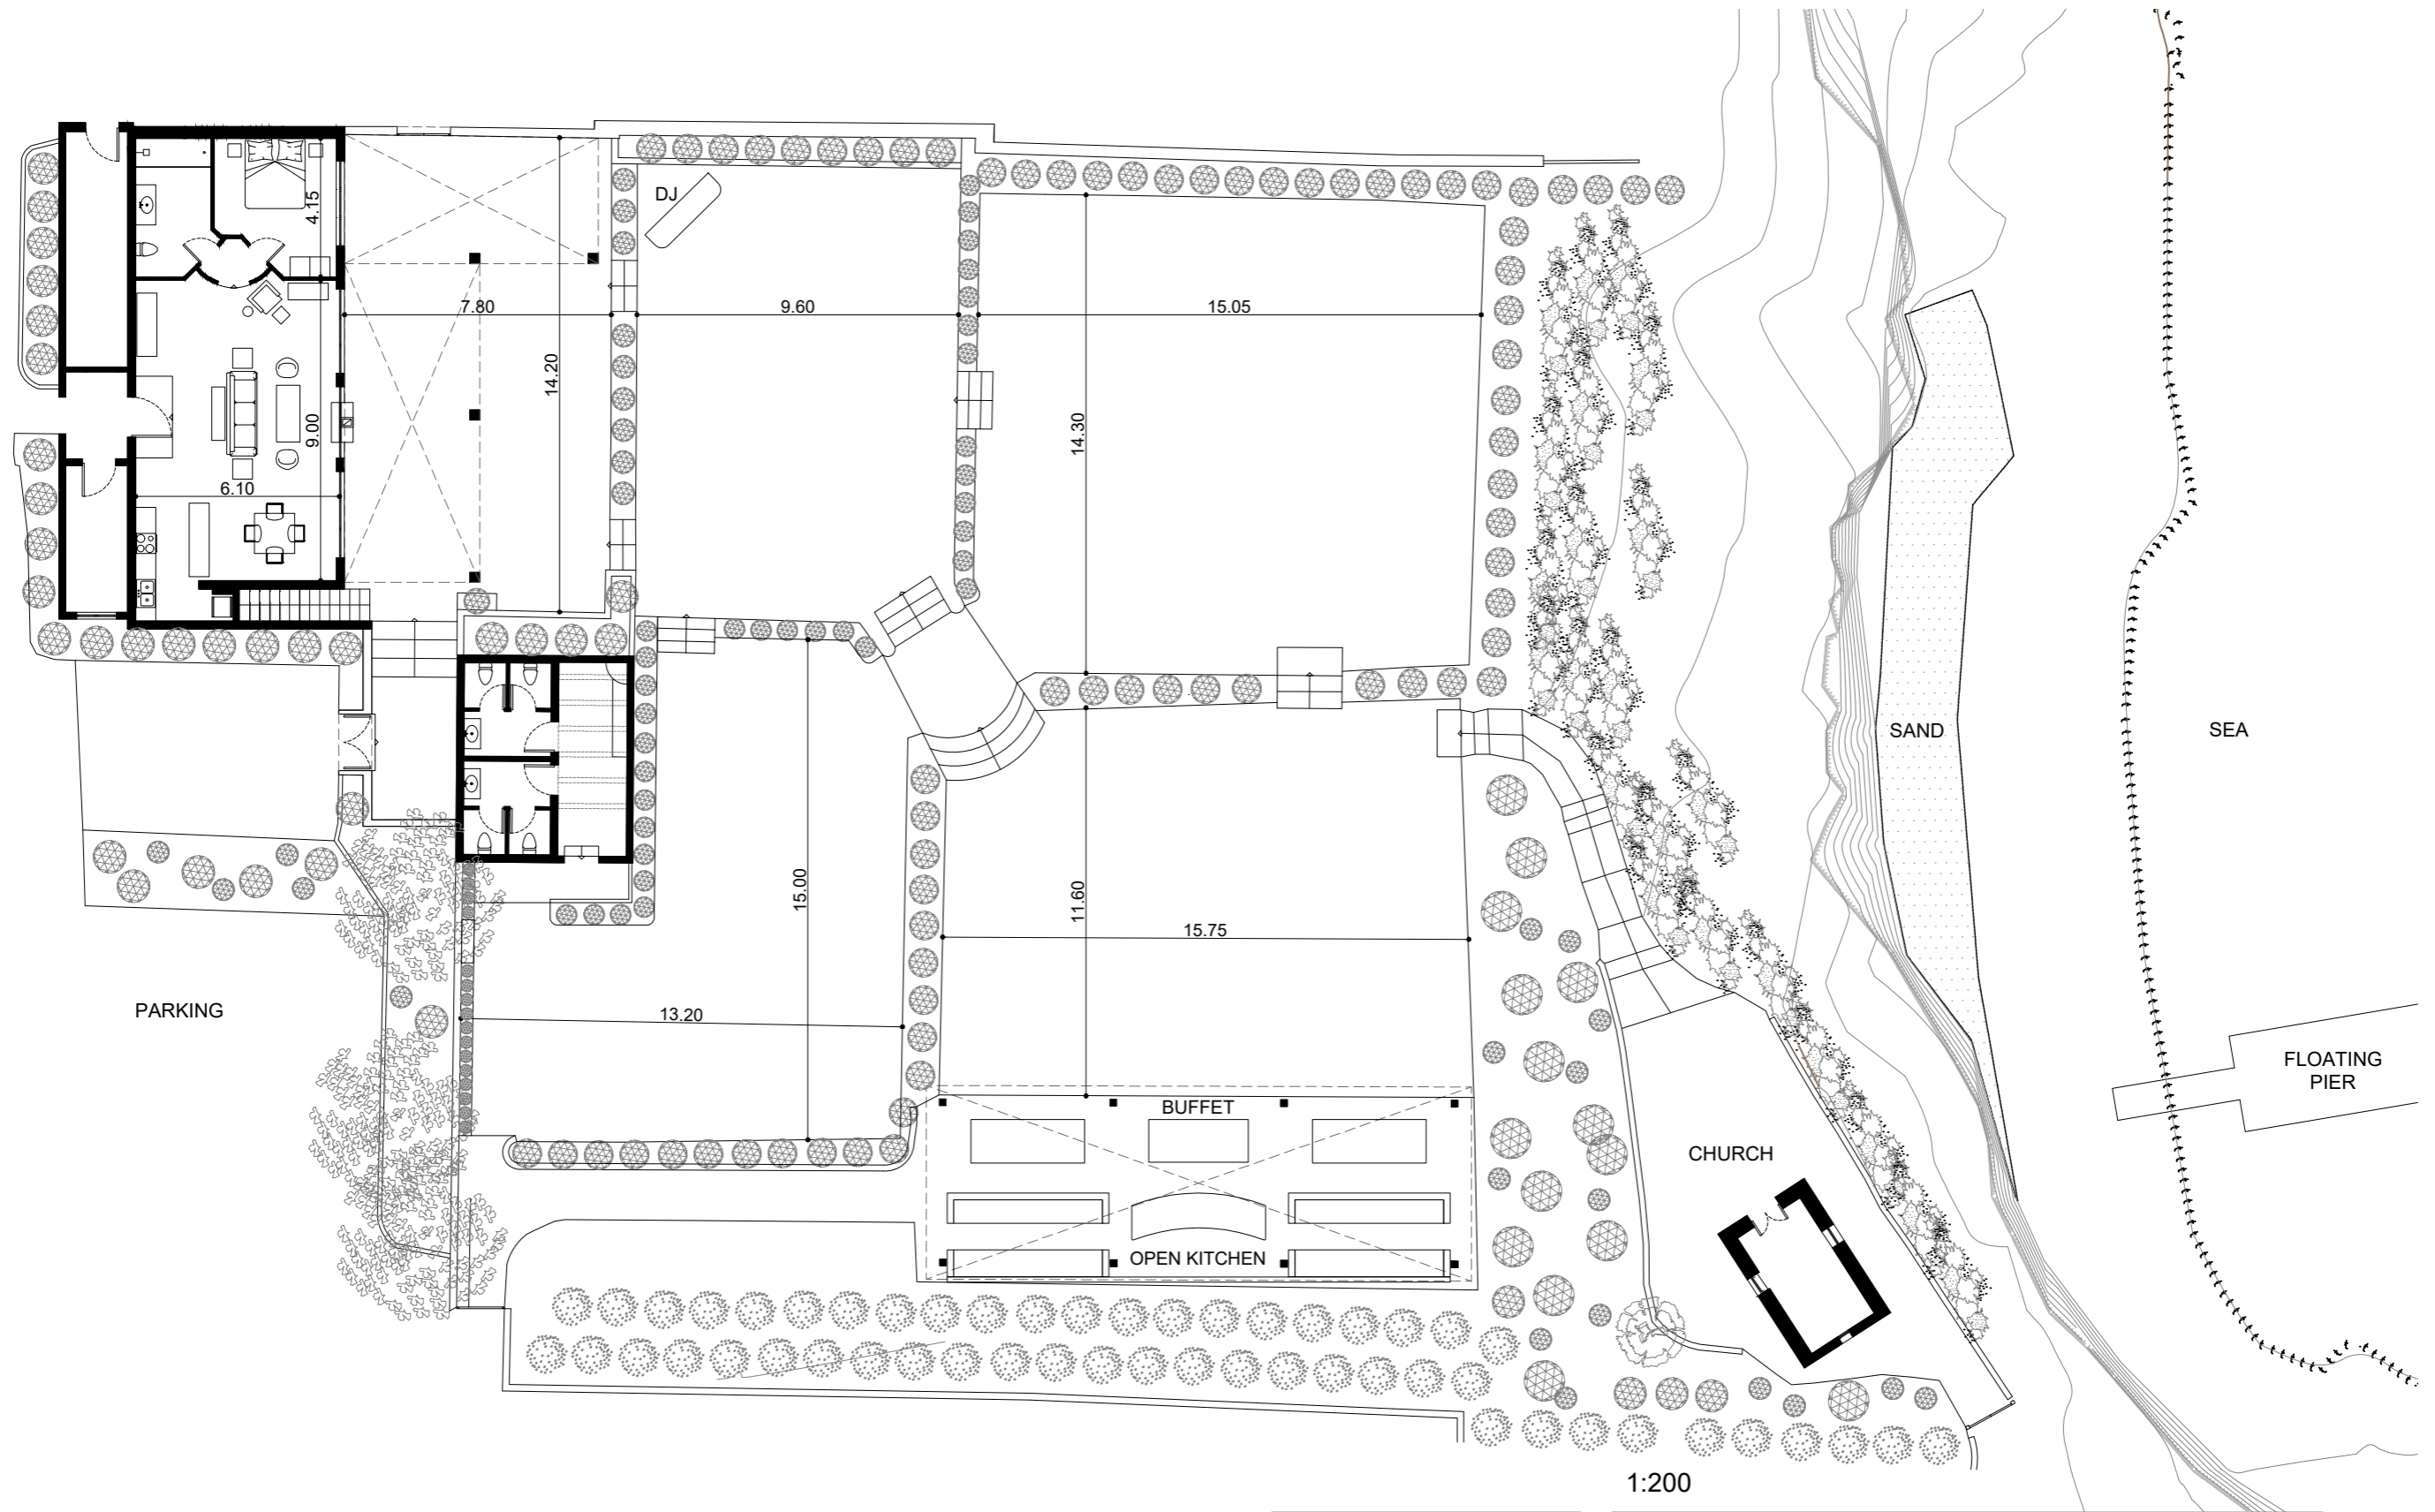 DJ
4.15
7.80
9.60
15.05
14.20
14.30
9.00
6.10
SAND
SEA
15.00
11.60
15.75
PARKING
13.20
FLOATING
PIER
BUFFET
CHURCH
OPEN KITCHEN
1:200